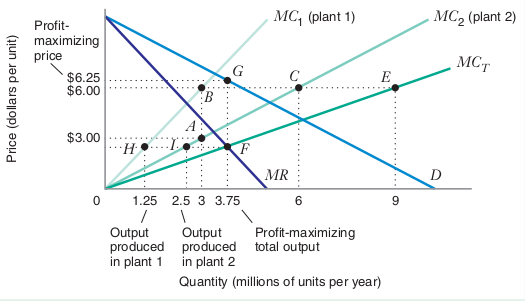 MC1 (plant 1)
MC2 (plant 2)
Profit-
maximizing
price
MCT
Price (dollars per unit)
$6.25
$6.00
$3.00
G
C
E
B
A
H
I
F
MR
D
0 1.25 2.5 3 3.75 6 9
Output
produced
in plant 1
Output
produced
in plant 2
Profit-maximizing
total output
Quantity (millions of units per year)